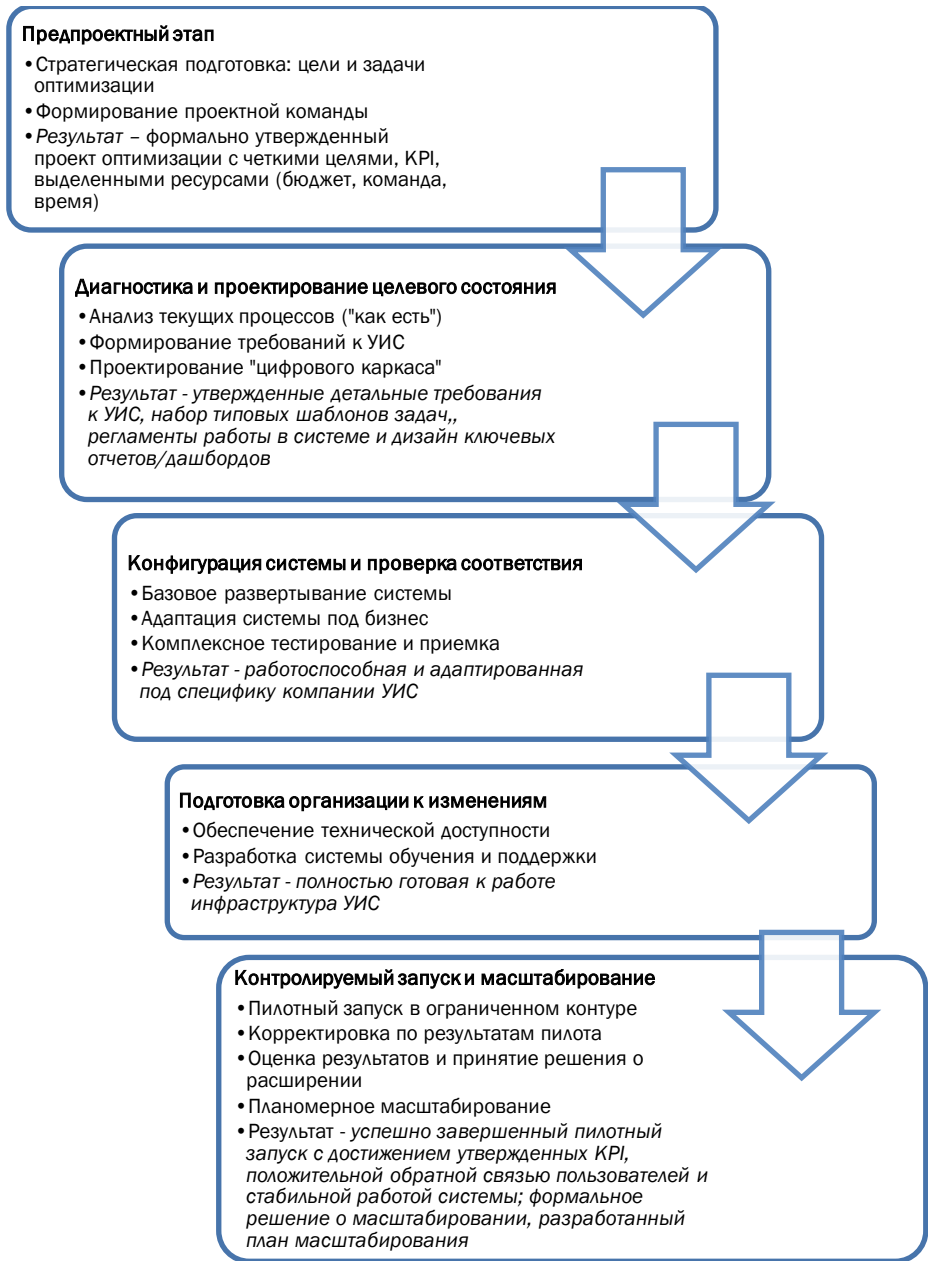 Предпроектный этап
•Стратегическая подготовка: цели и задачи
оптимизации
•Формирование проектной команды
•Результат – формально утвержденный
проект оптимизации с четкими целями, KPI,
выделенными ресурсами (бюджет, команда,
время)
Диагностика и проектирование целевого состояния
•Анализ текущих процессов ("как есть")
•Формирование требований к УИС
•Проектирование "цифрового каркаса"
•Результат - утвержденные детальные требования
к УИС, набор типовых шаблонов задач,,
регламенты работы в системе и дизайн ключевых
отчетов/дашбордов
Конфигурация системы и проверка соответствия
•Базовое развертывание системы
•Адаптация системы под бизнес
•Комплексное тестирование и приемка
•Результат - работоспособная и адаптированная
под специфику компании УИС
Подготовка организации к изменениям
•Обеспечение технической доступности
•Разработка системы обучения и поддержки
•Результат - полностью готовая к работе
инфраструктура УИС
Контролируемый запуск и масштабирование
•Пилотный запуск в ограниченном контуре
•Корректировка по результатам пилота
•Оценка результатов и принятие решения о
расширении
•Планомерное масштабирование
•Результат - успешно завершенный пилотный
запуск с достижением утвержденных KPI,
положительной обратной связью пользователей и
стабильной работой системы; формальное
решение о масштабировании, разработанный
план масштабирования